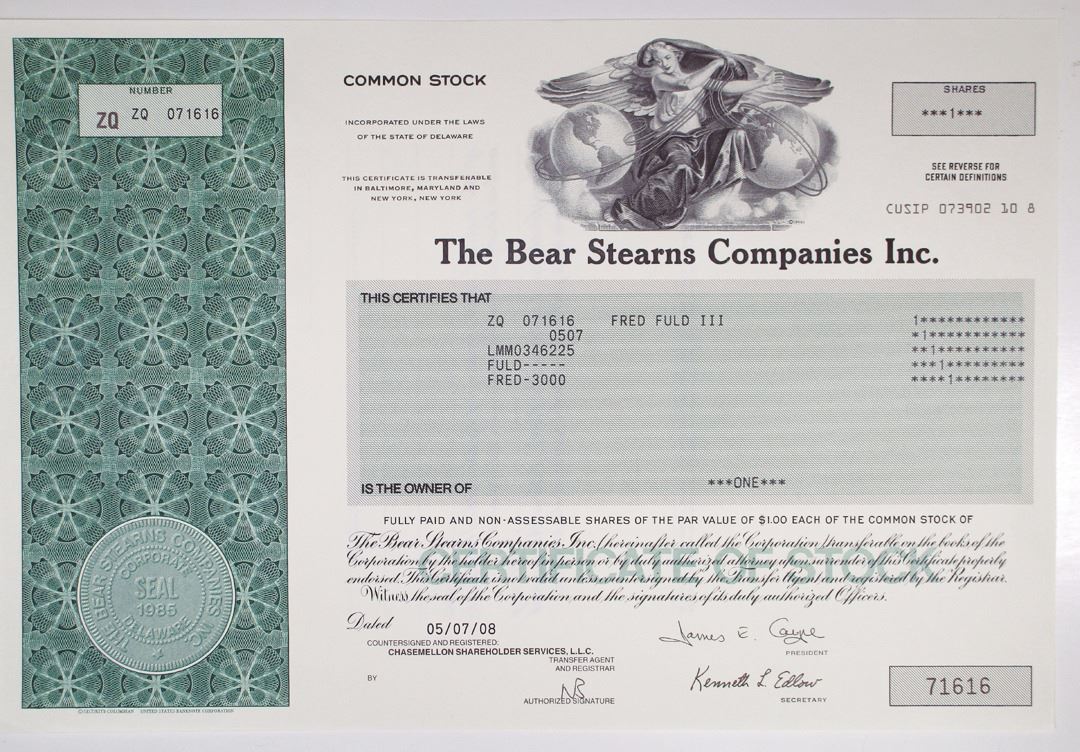 NUMBER
ZQ ZQ 071616
COMMON STOCK
INCORPORATED UNDER THE LAWS
OF THE STATE OF DELAWARE
THIS CERTIFICATE IS TRANSFERABLE
IN BALTIMORE, MARYLAND AND
NEW YORK, NEW YORK
SHARES
***1***
SEE REVERSE FOR
CERTAIN DEFINITIONS
CUSIP 073902 10 8
The Bear Stearns Companies Inc.
THIS CERTIFIES THAT
ZQ 071616 FRED FULD III 1************
0507 *1***********
LMM0346225 **1**********
FULD----- ***1*********
FRED-3000 ****1********
IS THE OWNER OF ***ONE***
FULLY PAID AND NON-ASSESSABLE SHARES OF THE PAR VALUE OF $1.00 EACH OF THE COMMON STOCK OF
CERTIFICATE OF STOCK
The Bear Stearns Companies Inc. (hereinafter called the Corporation) transferable on the books of the
Corporation by the holder hereof in person or by duly authorized attorney upon surrender of this Certificate properly
endorsed. This certificate is not valid unless countersigned by the Transfer Agent and registered by the Registrar.
Witness the seal of the Corporation and the signatures of its duly authorized Officers.
Dated 05/07/08
COUNTERSIGNED AND REGISTERED:
CHASEMELLON SHAREHOLDER SERVICES, L.L.C.
TRANSFER AGENT
AND REGISTRAR
BY
AUTHORIZED SIGNATURE
James E. Cayne
PRESIDENT
Kenneth L. Edlow
SECRETARY
71616
THE BEAR STEARNS COMPANIES INC.
CORPORATE
SEAL
1985
DELAWARE
© SECURITY-COLUMBIAN UNITED STATES BANKNOTE CORPORATION